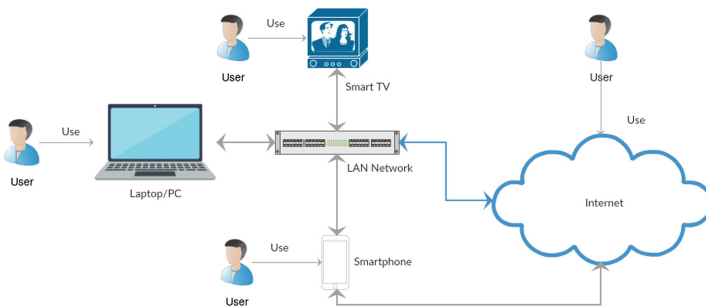 Use
User
User
Smart TV
Use
Use
User
LAN Network
Laptop/PC
Internet
Use
Smartphone
User